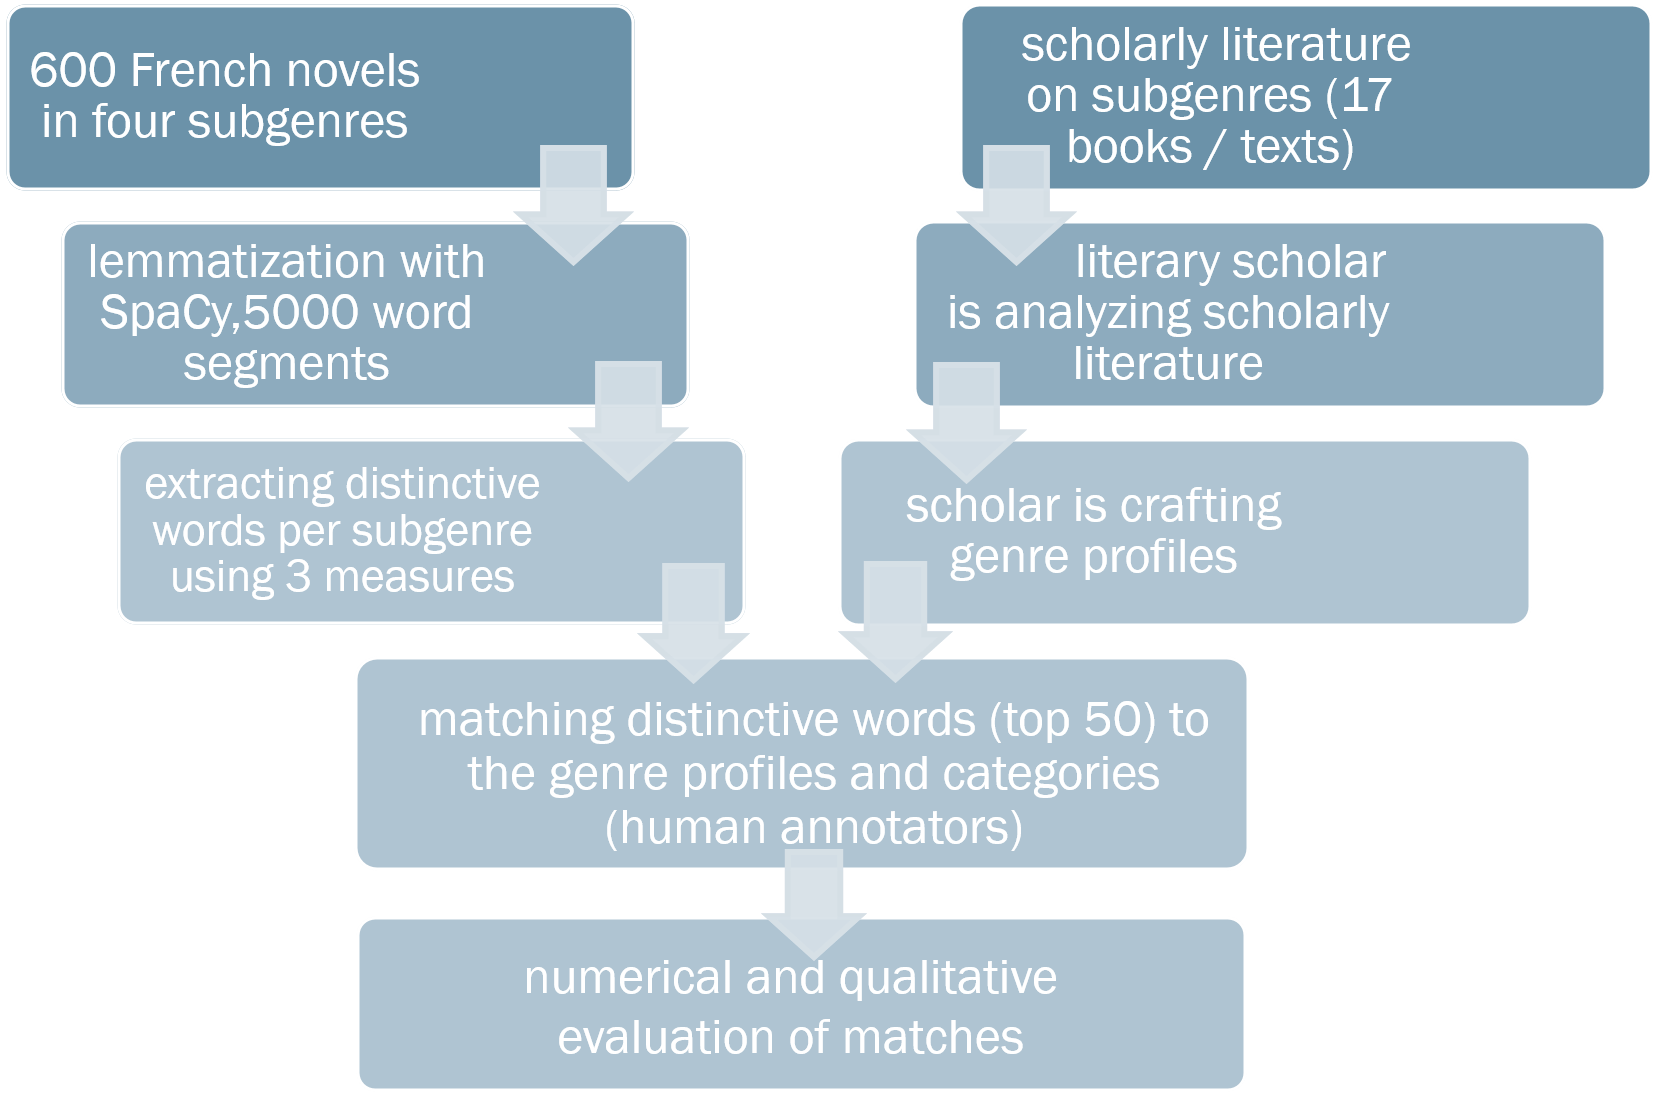 600 French novels
in four subgenres
lemmatization with
SpaCy,5000 word
segments
extracting distinctive
words per subgenre
using 3 measures
scholarly literature
on subgenres (17
books / texts)
literary scholar
is analyzing scholarly
literature
scholar is crafting
genre profiles
matching distinctive words (top 50) to
the genre profiles and categories
(human annotators)
numerical and qualitative
evaluation of matches